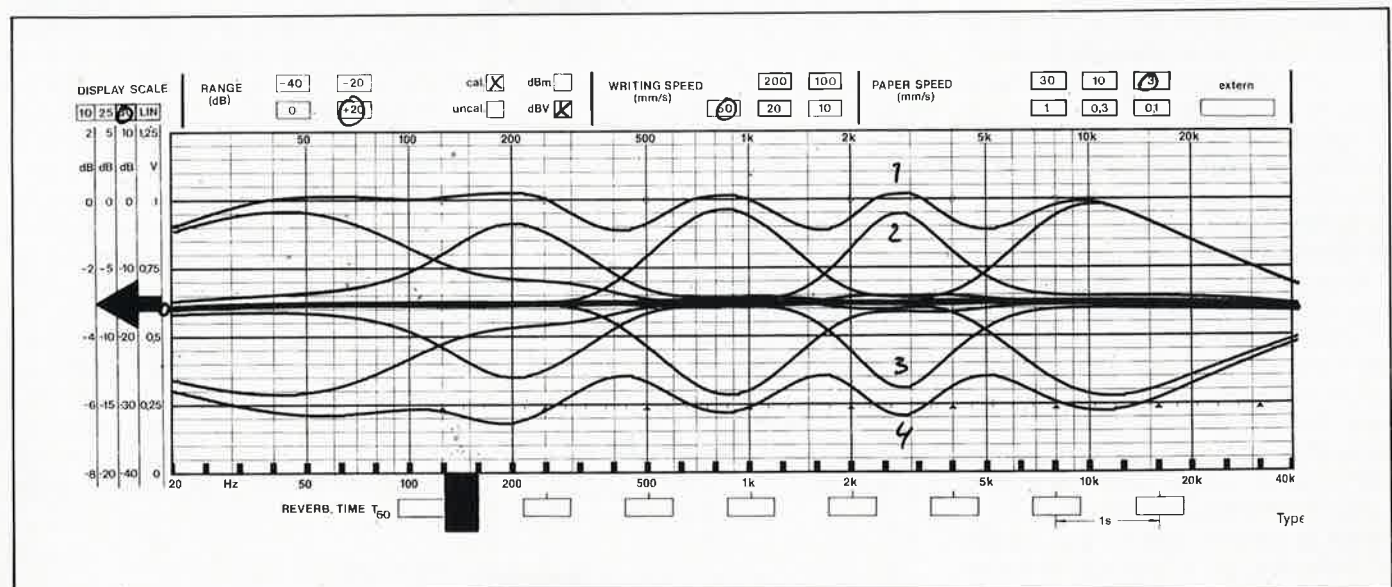 DISPLAY SCALE RANGE (dB) -40 -20 cal. X dBm WRITING SPEED (mm/s) 200 100 PAPER SPEED (mm/s) 30 10 3 extern
10 25 50 LIN 0 +20 uncal. dBV X 50 20 10 1 0,3 0,1
2 5 10 1,25 50 100 200 500 1k 2k 5k 10k 20k
dB dB dB V
1
0 0 0 1
2
-2 -5 -10 0,75
0
-4 -10 -20 0,5
3
-6 -15 -30 0,25
4
-8 -20 -40 0
20 Hz 50 100 200 500 1k 2k 5k 10k 20k 40k
REVERB. TIME T60 1s Type